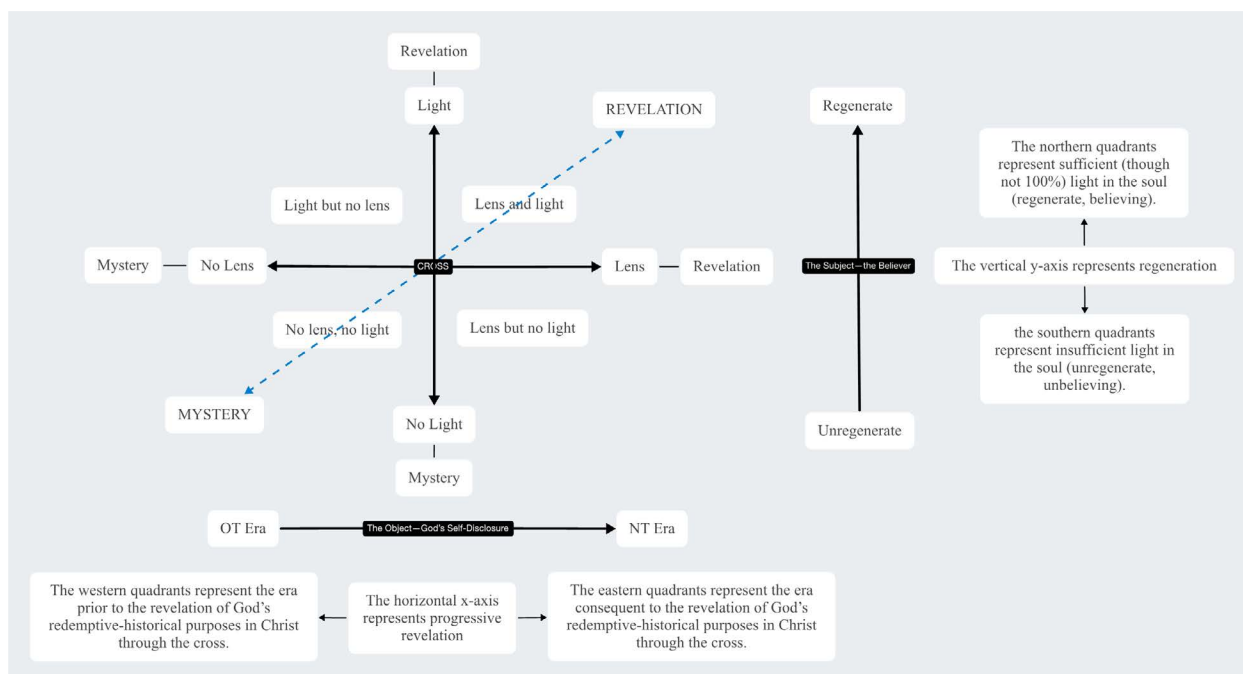 Revelation
Light
REVELATION
Regenerate
The northern quadrants
represent sufficient (though
not 100%) light in the soul
(regenerate, believing).
Light but no lens
Lens and light
Mystery
No Lens
CROSS
Lens
Revelation
The Subject—the Believer
The vertical y-axis represents regeneration
No lens, no light
Lens but no light
the southern quadrants
represent insufficient light in
the soul (unregenerate,
unbelieving).
MYSTERY
No Light
Unregenerate
Mystery
OT Era
The Object—God's Self-Disclosure
NT Era
The western quadrants represent the era
prior to the revelation of God’s
redemptive-historical purposes in Christ
through the cross.
The horizontal x-axis
represents progressive
revelation
The eastern quadrants represent the era
consequent to the revelation of God’s
redemptive-historical purposes in Christ
through the cross.